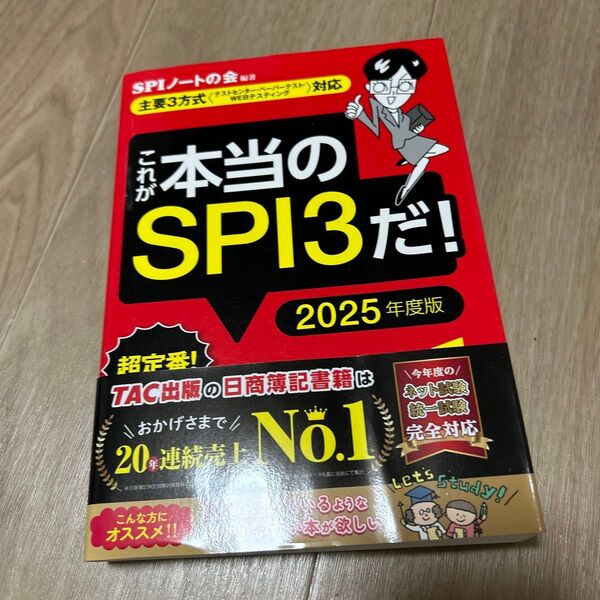 SPIノートの会 編著
主要3方式〈テストセンター・ペーパーテスト・WEBテスティング〉対応
これが
本当の
SPI3だ!
2025年度版
超定番!
TAC出版の日商簿記書籍は
おかげさまで
20年連続売上
No.1
今年度の
ネット試験
統一試験
完全対応
Let's Study!
こんな方に
オススメ!!
いるような
本が欲しい